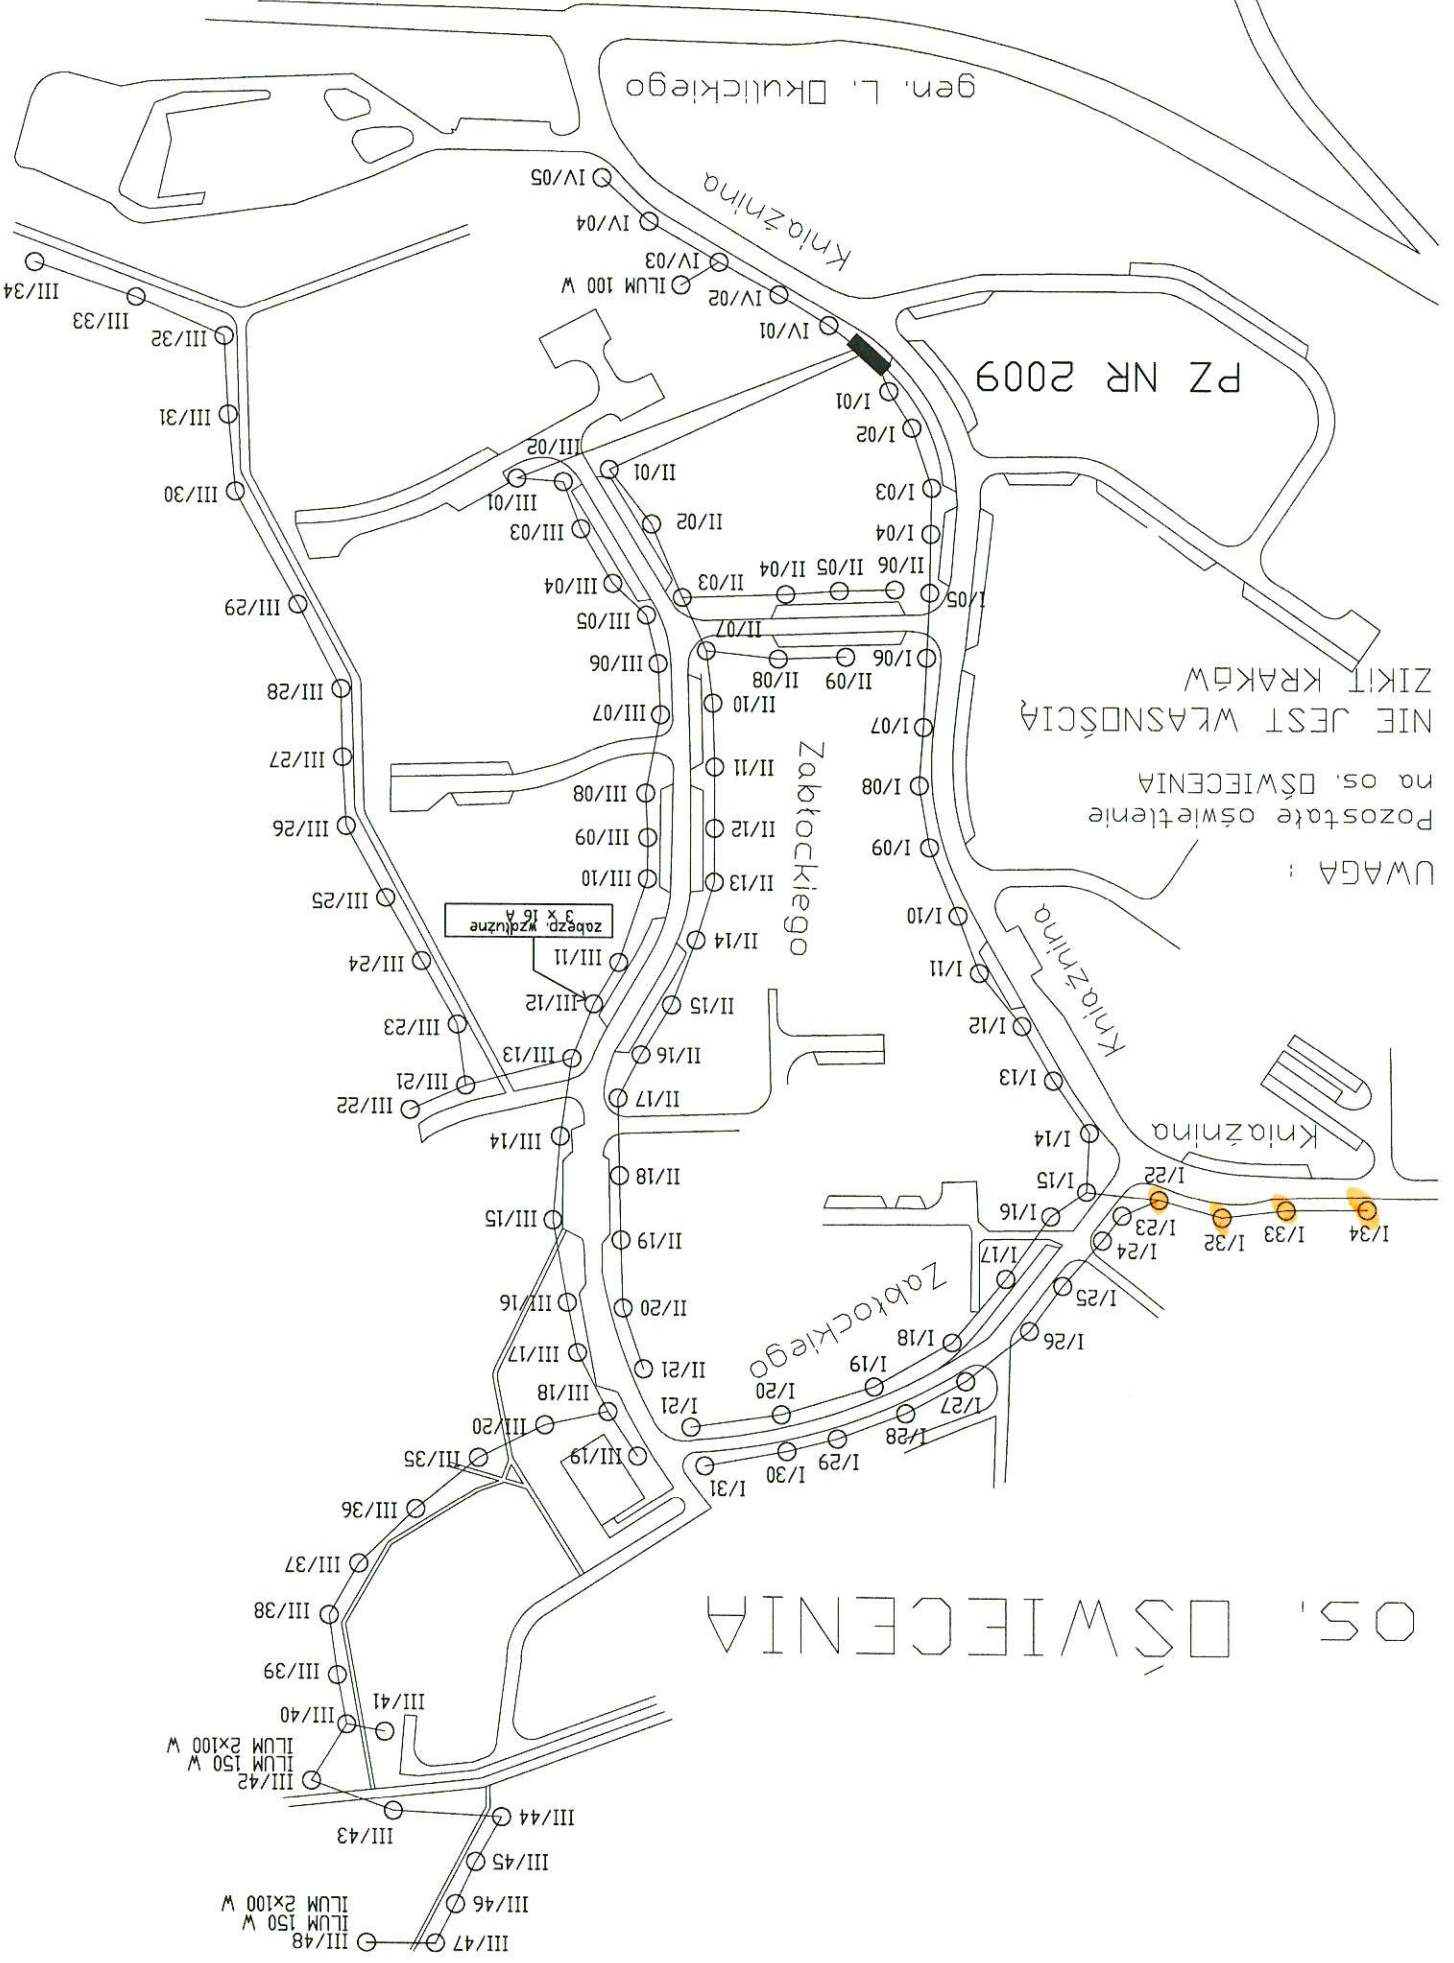 III/47
III/48
ILUM 150 W
ILUM 2x100 W
III/46
III/45
III/44
III/43
III/42
ILUM 150 W
ILUM 2x100 W
III/41
III/40
III/39
OS. OŚWIECENIA
III/38
III/37
III/36
III/35
III/20
III/19
III/18
III/17
III/16
III/15
III/14
I/31
I/30
I/29
I/28
I/27
I/26
I/25
I/24
I/23
I/22
I/32
I/33
I/34
I/21
I/20
I/19
I/18
I/17
I/16
I/15
I/14
I/13
I/12
I/11
I/10
I/09
I/08
I/07
I/06
I/05
I/04
I/03
I/02
I/01
Zabłockiego
Kniaźnina
Kniaźnina
II/21
II/20
II/19
II/18
II/17
II/16
II/15
II/14
II/13
II/12
II/11
II/10
II/09
II/08
II/07
II/06
II/05
II/04
II/03
II/02
II/01
Zabłockiego
III/22
III/21
III/13
III/12
III/11
zabezp. wzdłużne
3 x 16 A
III/10
III/09
III/08
III/07
III/06
III/05
III/04
III/03
III/02
III/01
III/23
III/24
III/25
III/26
III/27
III/28
III/29
III/30
III/31
III/32
III/33
III/34
UWAGA :
Pozostałe oświetlenie
na os. OŚWIECENIA
NIE JEST WŁASNOŚCIĄ
ZIKiT KRAKÓW
PZ NR 2009
IV/01
IV/02
IV/03
ILUM 100 W
IV/04
IV/05
Kniaźnina
gen. L. Okulickiego